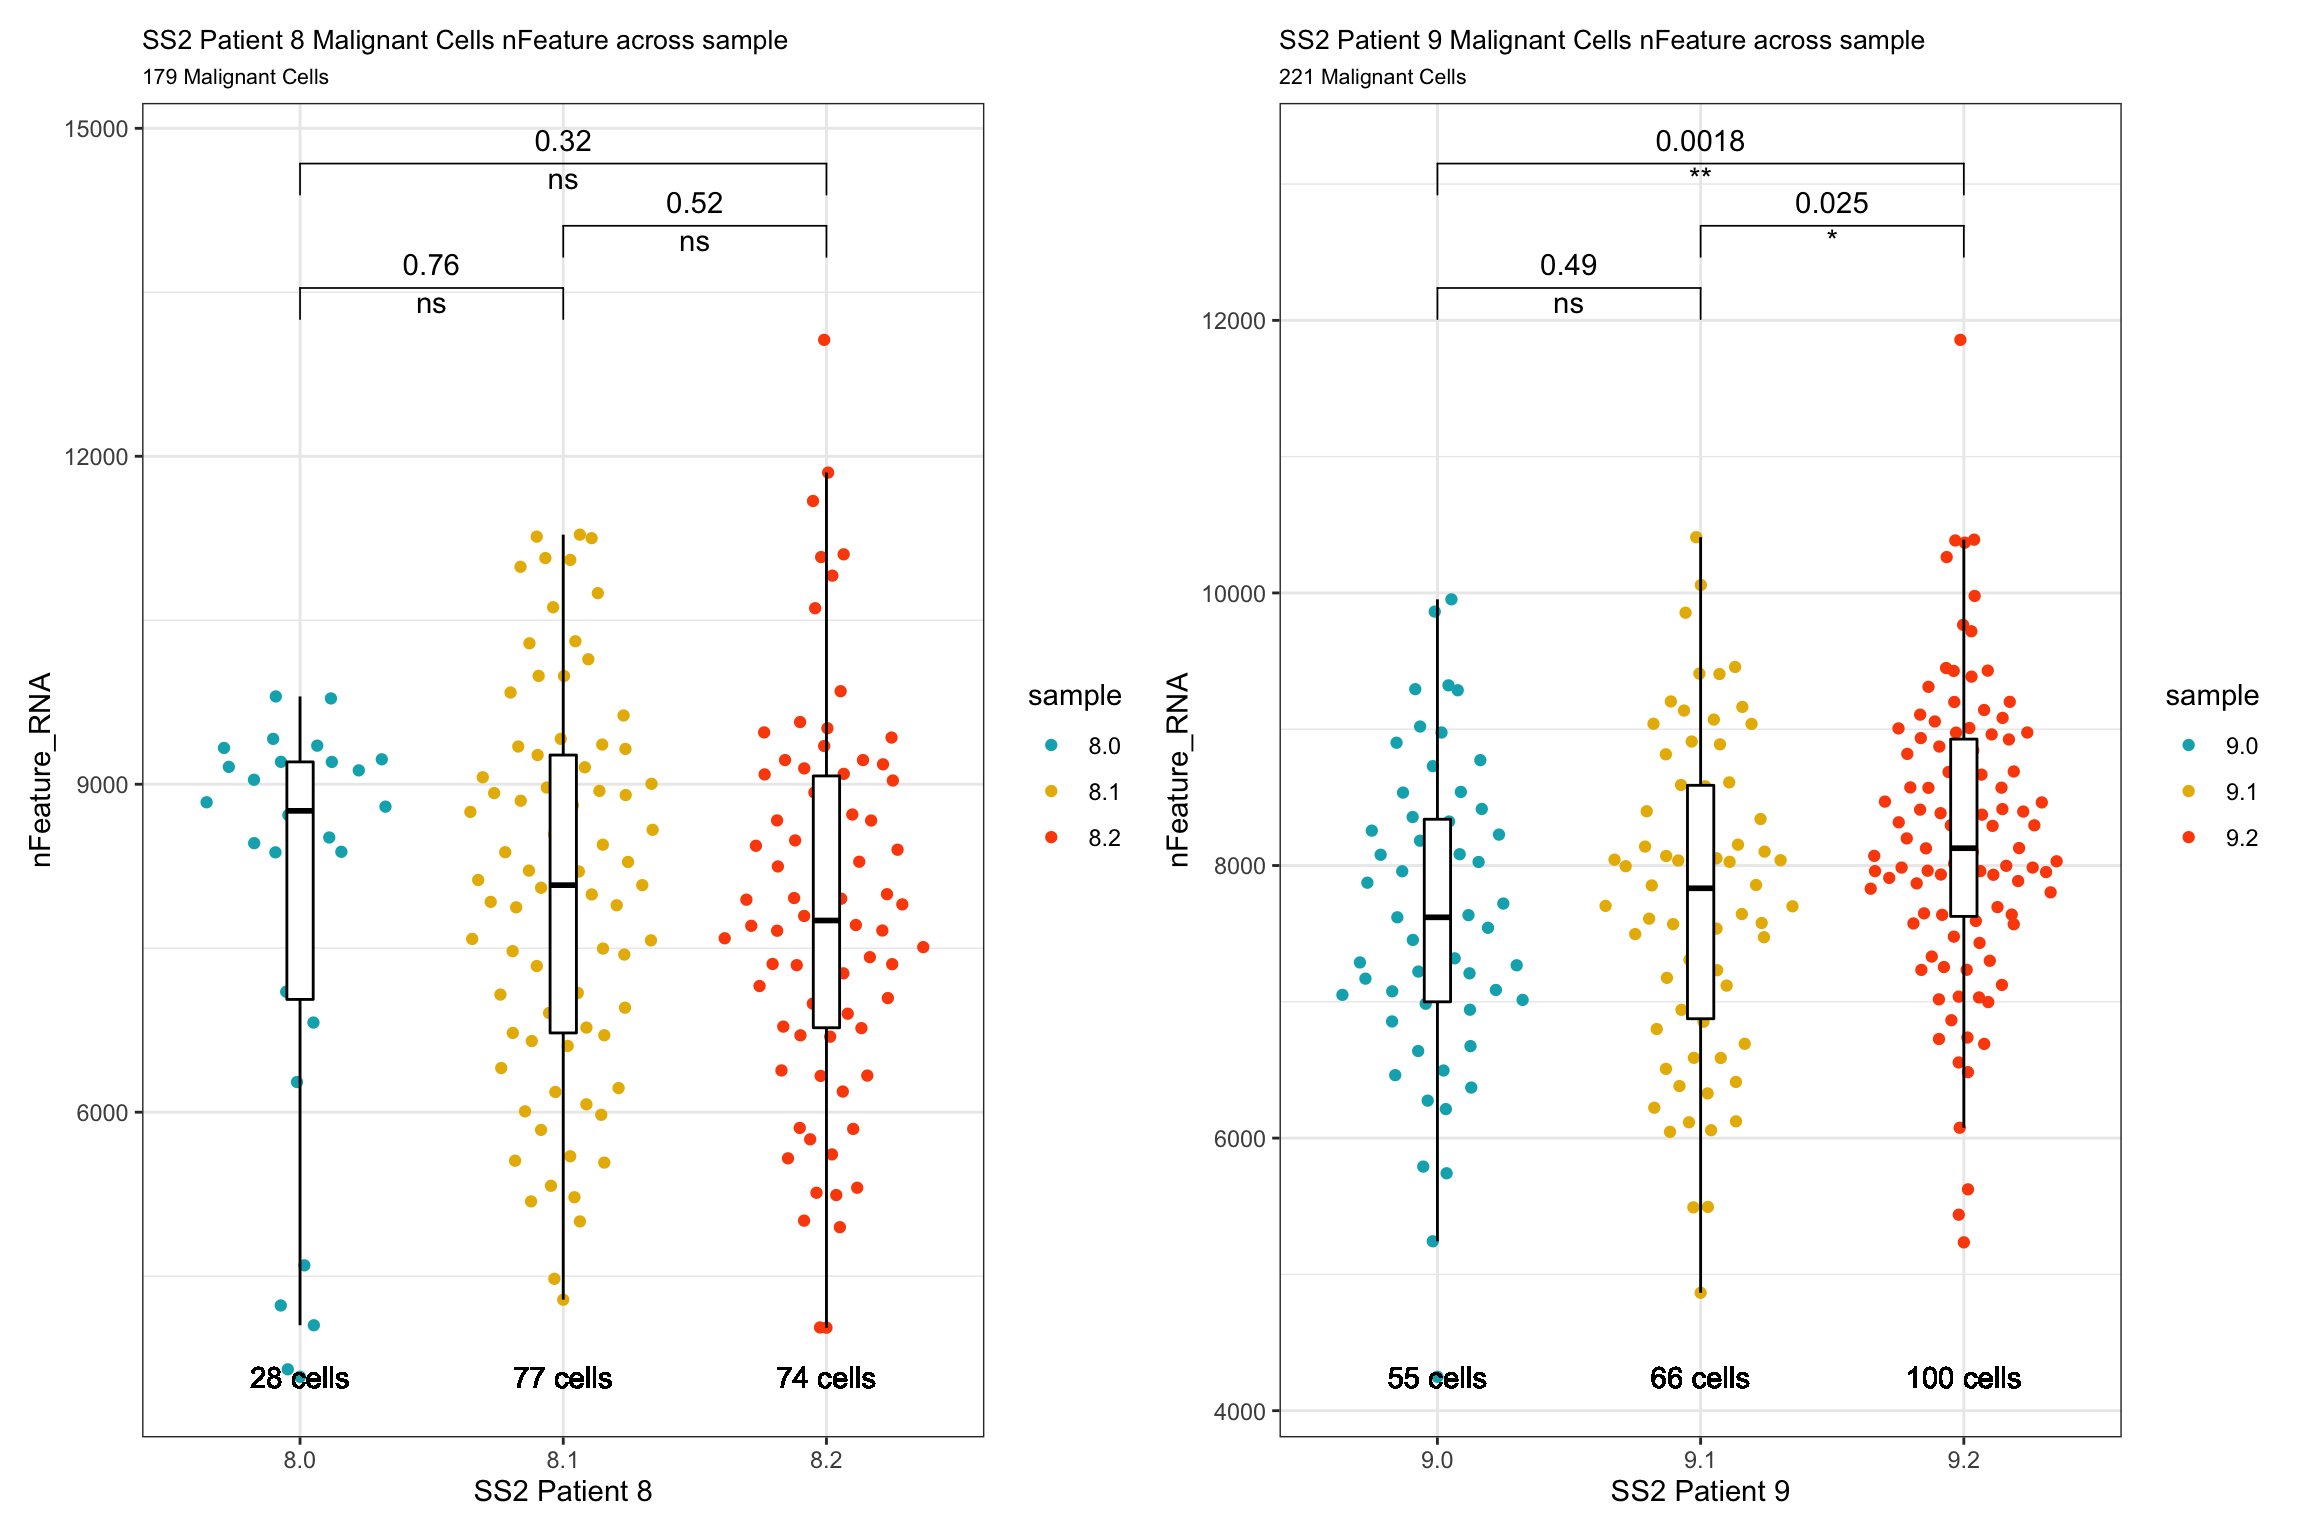 SS2 Patient 8 Malignant Cells nFeature across sample
179 Malignant Cells
15000
12000
9000
6000
nFeature_RNA
0.32
ns
0.52
ns
0.76
ns
28 cells
77 cells
74 cells
8.0
8.1
8.2
SS2 Patient 8
sample
8.0
8.1
8.2
SS2 Patient 9 Malignant Cells nFeature across sample
221 Malignant Cells
12000
10000
8000
6000
4000
nFeature_RNA
0.0018
**
0.025
*
0.49
ns
55 cells
66 cells
100 cells
9.0
9.1
9.2
SS2 Patient 9
sample
9.0
9.1
9.2